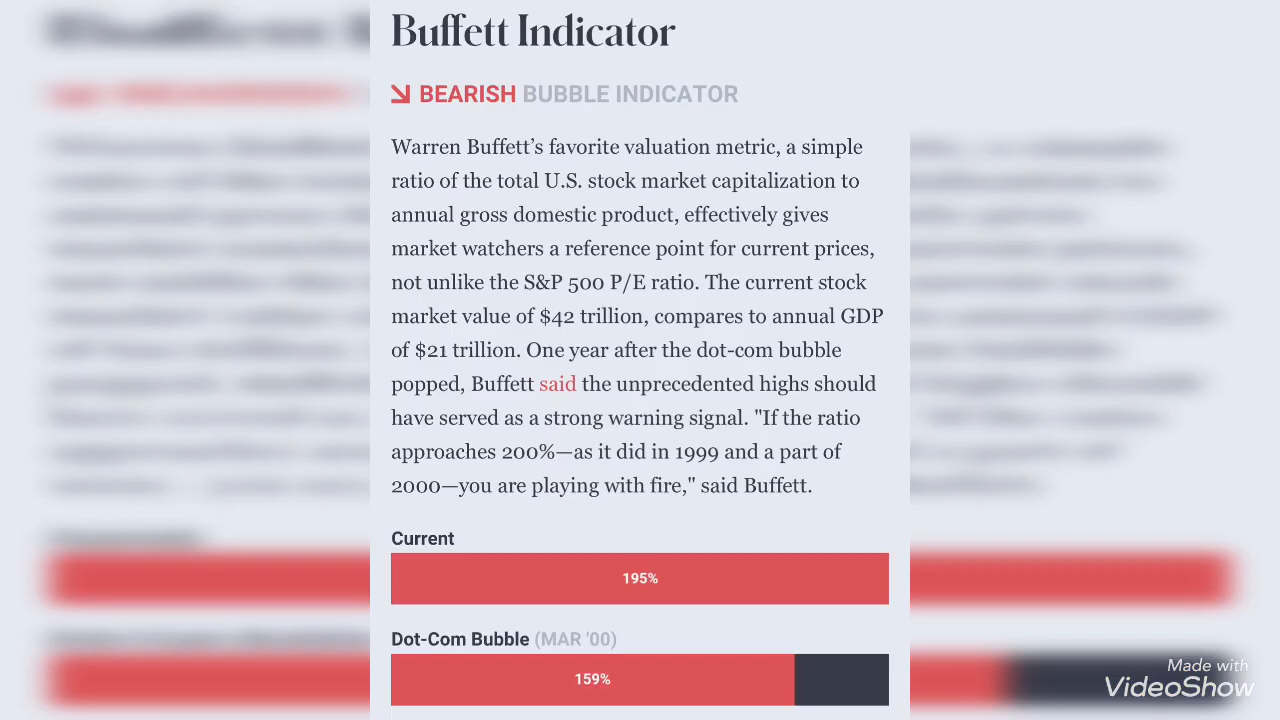 Buffett Indicator
BEARISH BUBBLE INDICATOR
Warren Buffett’s favorite valuation metric, a simple
ratio of the total U.S. stock market capitalization to
annual gross domestic product, effectively gives
market watchers a reference point for current prices,
not unlike the S&P 500 P/E ratio. The current stock
market value of $42 trillion, compares to annual GDP
of $21 trillion. One year after the dot-com bubble
popped, Buffett said the unprecedented highs should
have served as a strong warning signal. "If the ratio
approaches 200%—as it did in 1999 and a part of
2000—you are playing with fire," said Buffett.
Current
195%
Dot-Com Bubble (MAR '00)
159%
Made with
VideoShow